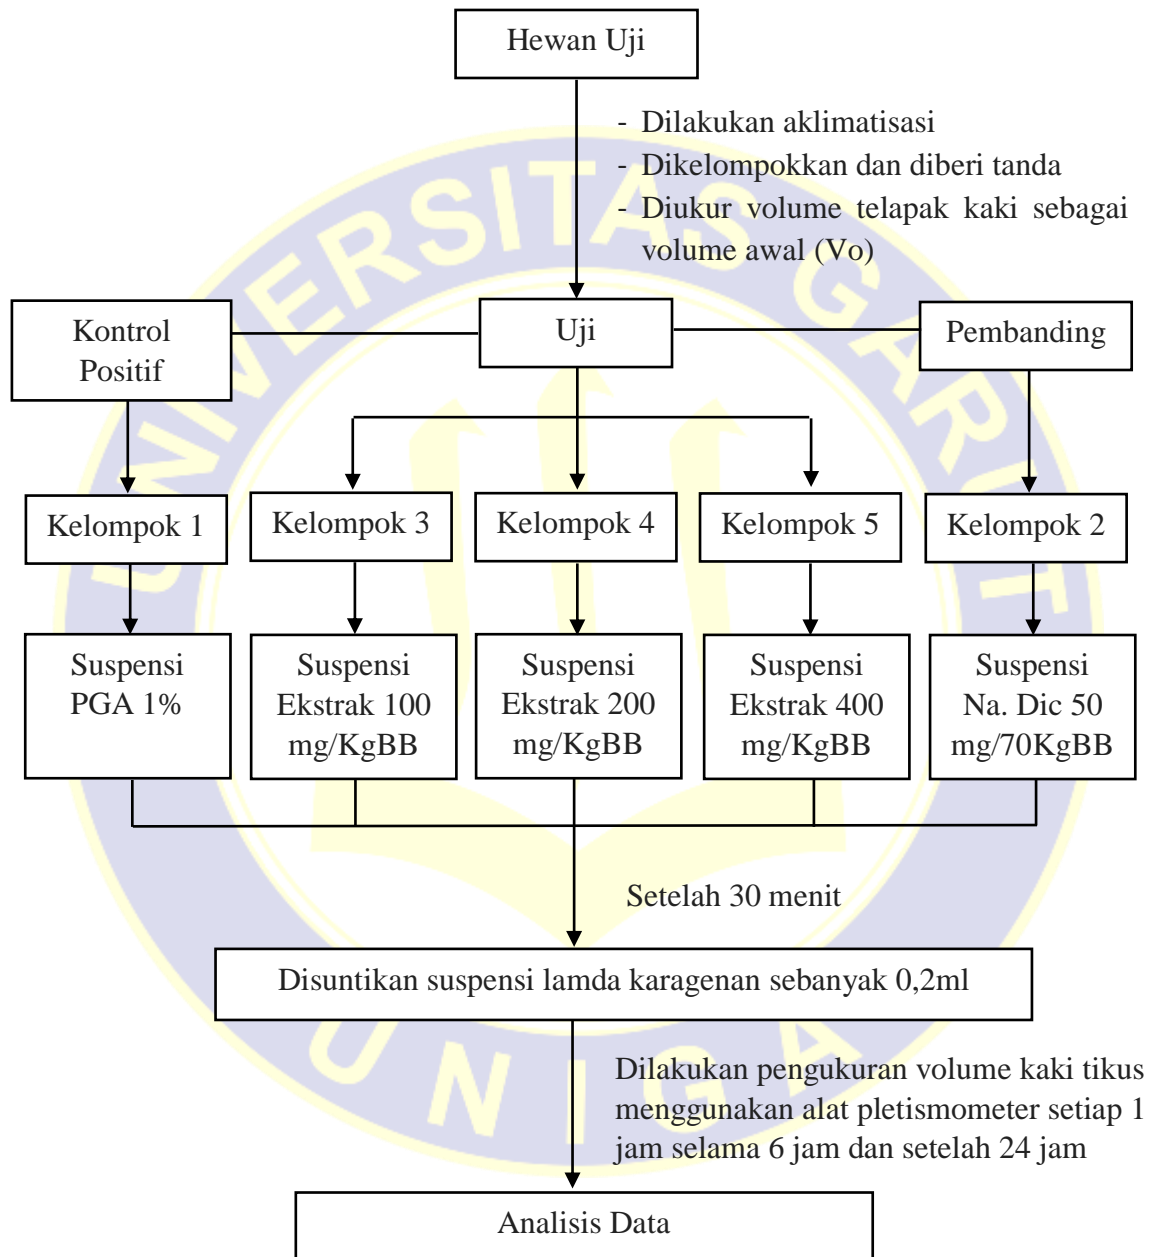 Hewan Uji
- Dilakukan aklimatisasi
- Dikelompokkan dan diberi tanda
- Diukur volume telapak kaki sebagai
volume awal (Vo)
Kontrol
Positif
Uji
Pembanding
Kelompok 1
Kelompok 3
Kelompok 4
Kelompok 5
Kelompok 2
Suspensi
PGA 1%
Suspensi
Ekstrak 100
mg/KgBB
Suspensi
Ekstrak 200
mg/KgBB
Suspensi
Ekstrak 400
mg/KgBB
Suspensi
Na. Dic 50
mg/70KgBB
Setelah 30 menit
Disuntikan suspensi lamda karagenan sebanyak 0,2ml
Dilakukan pengukuran volume kaki tikus
menggunakan alat pletismometer setiap 1
jam selama 6 jam dan setelah 24 jam
Analisis Data
UNIVERSITAS GARUT
UNIGA